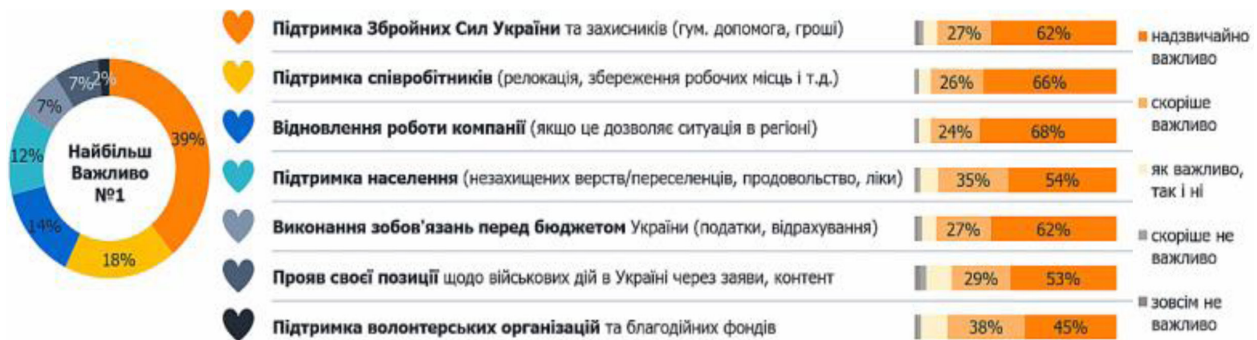 39%
18%
14%
12%
7%
7%
2%
Найбільш
Важливо
№1
Підтримка Збройних Сил України та захисників (гум. допомога, гроші)
27% 62%
Підтримка співробітників (релокація, збереження робочих місць і т.д.)
26% 66%
Відновлення роботи компанії (якщо це дозволяє ситуація в регіоні)
24% 68%
Підтримка населення (незахищених верств/переселенців, продовольство, ліки)
35% 54%
Виконання зобов'язань перед бюджетом України (податки, відрахування)
27% 62%
Прояв своєї позиції щодо військових дій в Україні через заяви, контент
29% 53%
Підтримка волонтерських організацій та благодійних фондів
38% 45%
надзвичайно
важливо
скоріше
важливо
як важливо,
так і ні
скоріше не
важливо
зовсім не
важливо